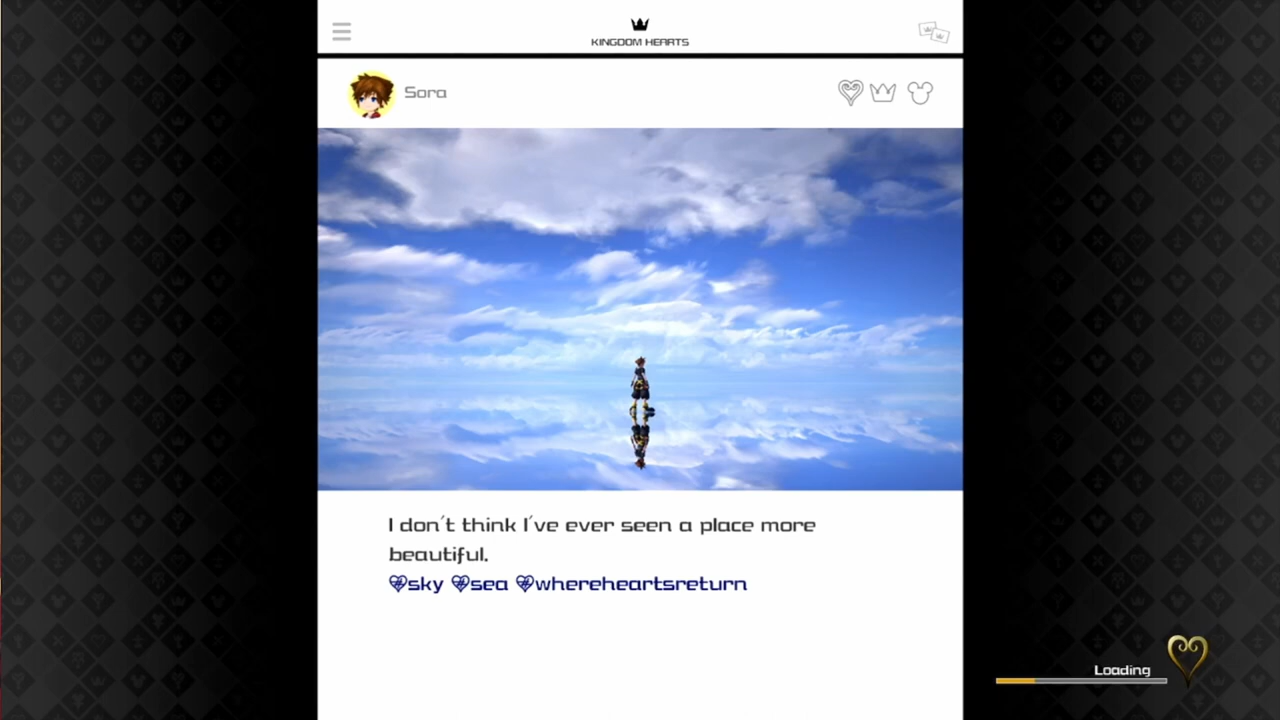 KINGDOM HEARTS
Sora
I don't think I've ever seen a place more
beautiful.
sky sea whereheartsreturn
Loading